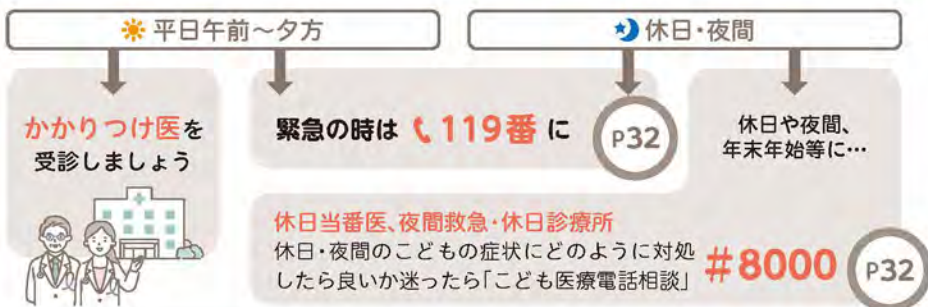 平日午前～夕方
休日・夜間
かかりつけ医を
受診しましょう
緊急の時は 119番 に
P32
休日や夜間、
年末年始等に…
休日当番医、夜間救急・休日診療所
休日・夜間のこどもの症状にどのように対処
したら良いか迷ったら「こども医療電話相談」
#8000
P32